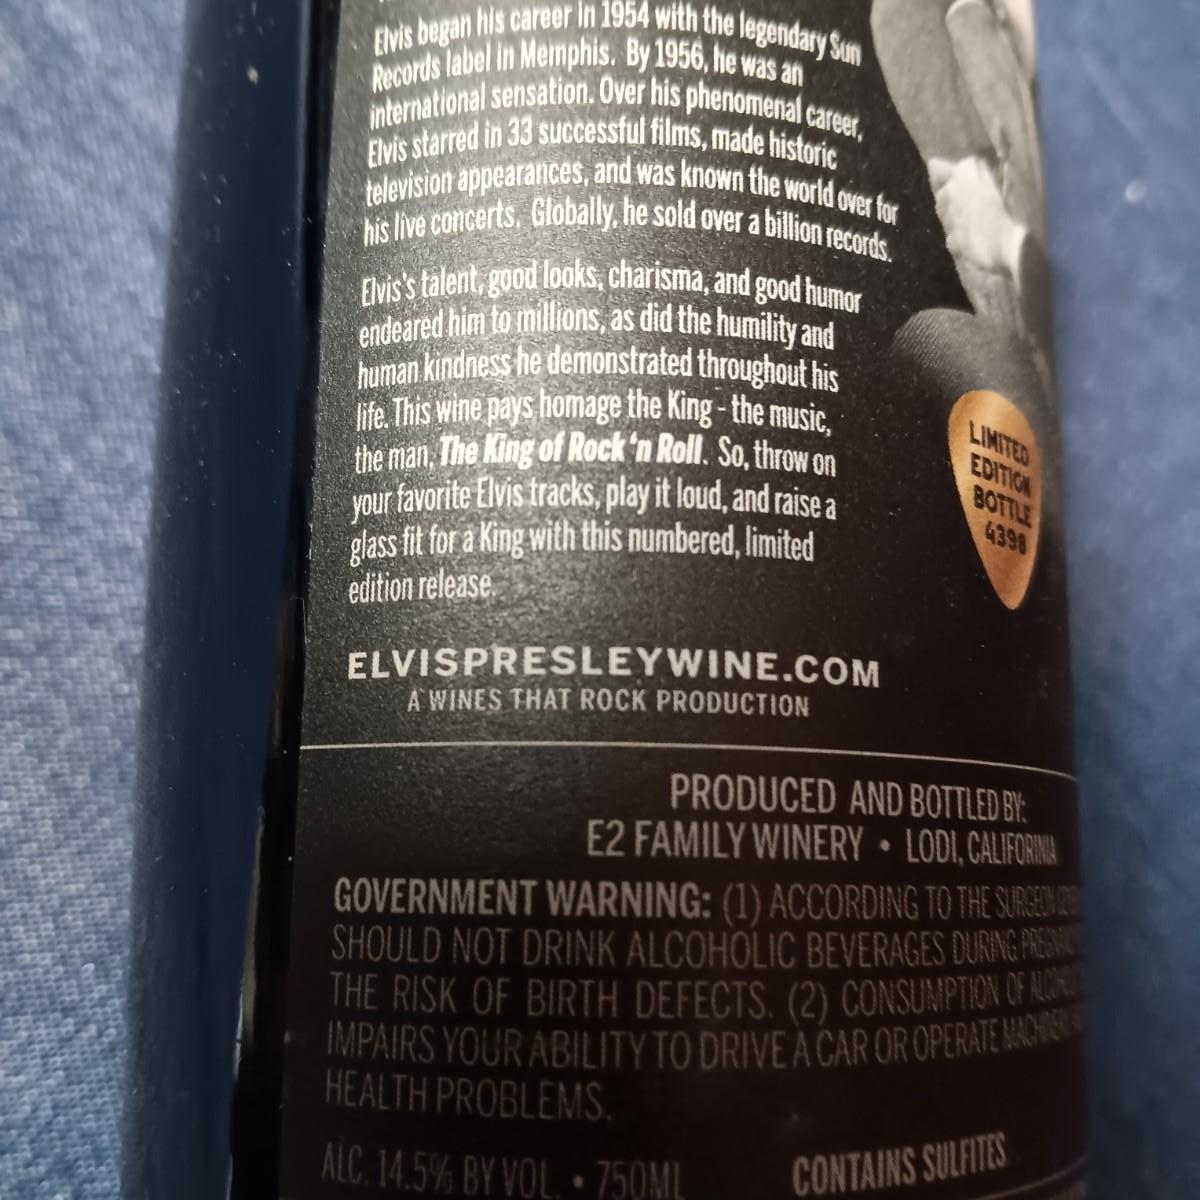 Elvis began his career in 1954 with the legendary Sun
Records label in Memphis. By 1956, he was an
international sensation. Over his phenomenal career,
Elvis starred in 33 successful films, made historic
television appearances, and was known the world over for
his live concerts. Globally, he sold over a billion records.
Elvis's talent, good looks, charisma, and good humor
endeared him to millions, as did the humility and
human kindness he demonstrated throughout his
life. This wine pays homage the King - the music,
the man, The King of Rock 'n Roll. So, throw on
your favorite Elvis tracks, play it loud, and raise a
glass fit for a King with this numbered, limited
edition release.
LIMITED
EDITION
BOTTLE
4398
ELVISPRESLEYWINE.COM
A WINES THAT ROCK PRODUCTION
PRODUCED AND BOTTLED BY:
E2 FAMILY WINERY • LODI, CALIFORINIA
GOVERNMENT WARNING: (1) ACCORDING TO THE SURGEON
SHOULD NOT DRINK ALCOHOLIC BEVERAGES DURING
THE RISK OF BIRTH DEFECTS. (2) CONSUMPTION OF
IMPAIRS YOUR ABILITY TO DRIVE A CAR OR OPERATE
HEALTH PROBLEMS.
ALC. 14.5% BY VOL. • 750ML
CONTAINS SULFITES